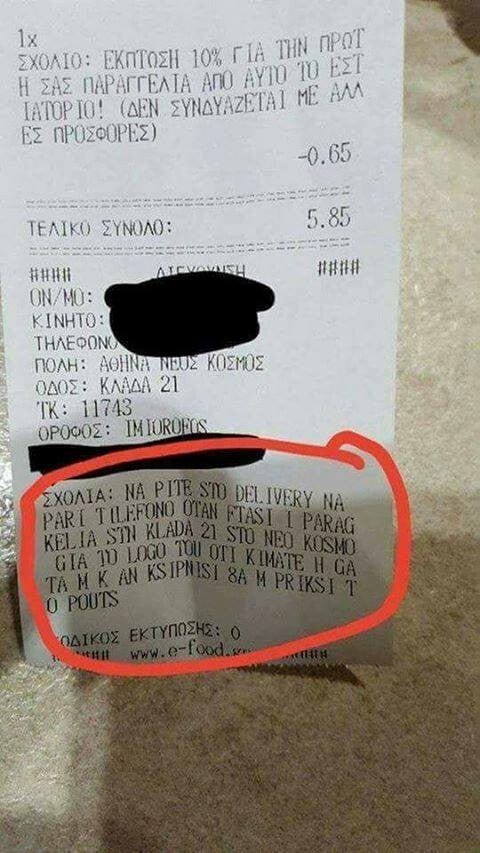 1x
ΣΧΟΛΙΟ: ΕΚΠΤΩΣΗ 10% ΓΙΑ ΤΗΝ ΠΡΩΤ
Η ΣΑΣ ΠΑΡΑΓΓΕΛΙΑ ΑΠΟ ΑΥΤΟ ΤΟ ΕΣΤ
ΙΑΤΟΡΙΟ! (ΔΕΝ ΣΥΝΔΥΑΖΕΤΑΙ ΜΕ ΑΛΛ
ΕΣ ΠΡΟΣΦΟΡΕΣ)
-0.65
ΤΕΛΙΚΟ ΣΥΝΟΛΟ: 5.85
#### ΔΙΕΥΘΥΝΣΗ ####
ΟΝ/ΜΟ:
ΚΙΝΗΤΟ:
ΤΗΛΕΦΩΝΟ
ΠΟΛΗ: ΑΘΗΝΑ ΝΕΟΣ ΚΟΣΜΟΣ
ΟΔΟΣ: ΚΛΑΔΑ 21
ΤΚ: 11743
ΟΡΟΦΟΣ: IMIOROFOS
ΣΧΟΛΙΑ: NA PITE STO DELIVERY NA
PARI TILEFONO OTAN FTASI I PARAG
KELIA STN KLADA 21 STO NEO KOSMO
GIA TO LOGO TOU OTI KIMATE H GA
TA M K AN KSIPNISI 8A M PRIKSI T
O POUTS
ΟΔΙΚΟΣ ΕΚΤΥΠΩΣΗΣ: 0
www.e-food.gr